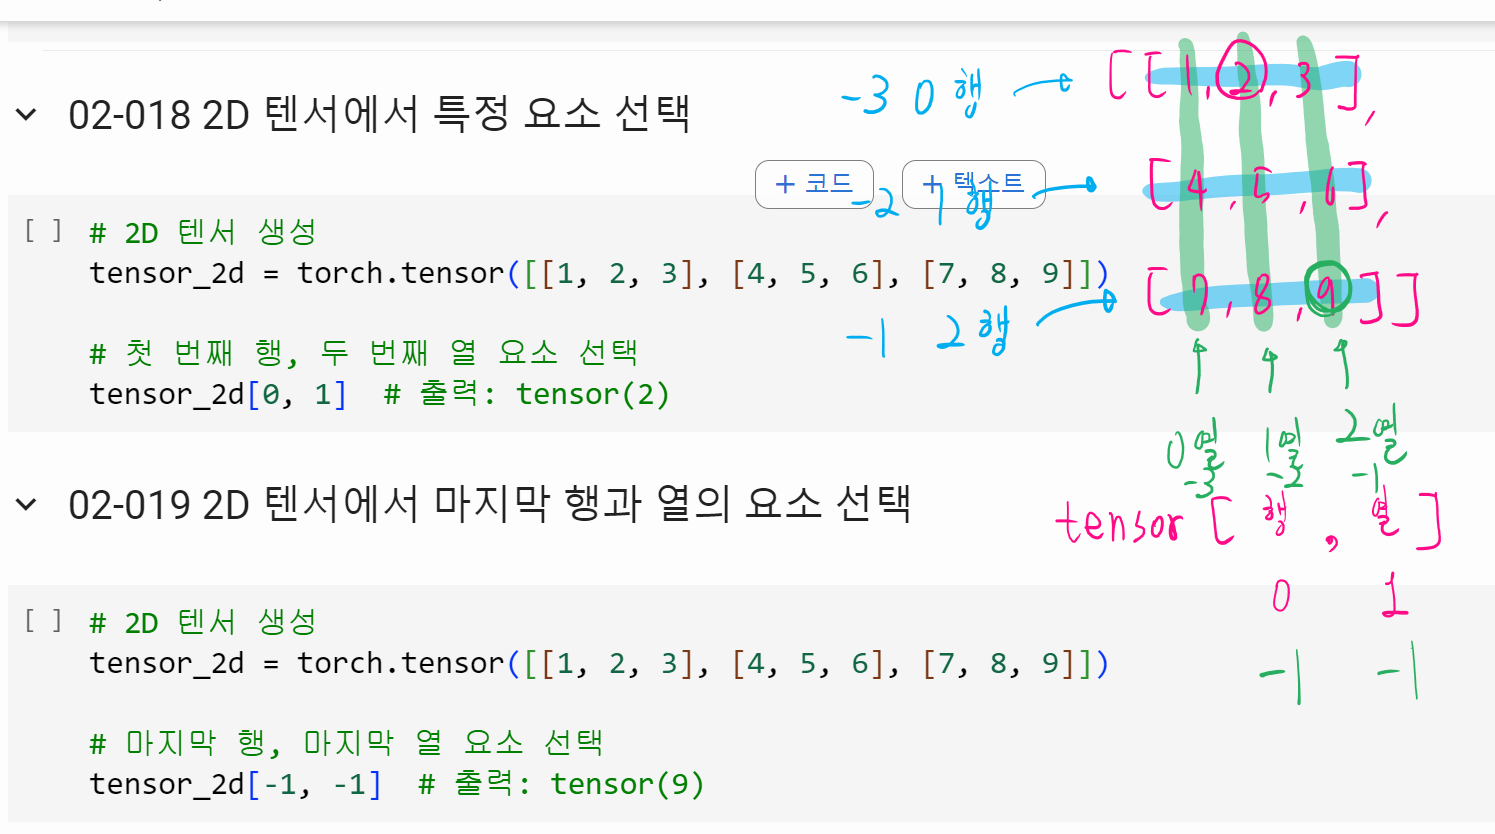 -3 0 행 [[1, 2, 3],
02-018 2D 텐서에서 특정 요소 선택
+ 코드 + 텍스트
-2 1 행 [4, 5, 6],
[ ] # 2D 텐서 생성
tensor_2d = torch.tensor([[1, 2, 3], [4, 5, 6], [7, 8, 9]])
-1 2 행 [7, 8, 9]]
# 첫 번째 행, 두 번째 열 요소 선택
tensor_2d[0, 1] # 출력: tensor(2)
0열 1열 2열
-3 -2 -1
02-019 2D 텐서에서 마지막 행과 열의 요소 선택
tensor [ 행 , 열 ]
0 1
[ ] # 2D 텐서 생성
tensor_2d = torch.tensor([[1, 2, 3], [4, 5, 6], [7, 8, 9]])
-1 -1
# 마지막 행, 마지막 열 요소 선택
tensor_2d[-1, -1] # 출력: tensor(9)